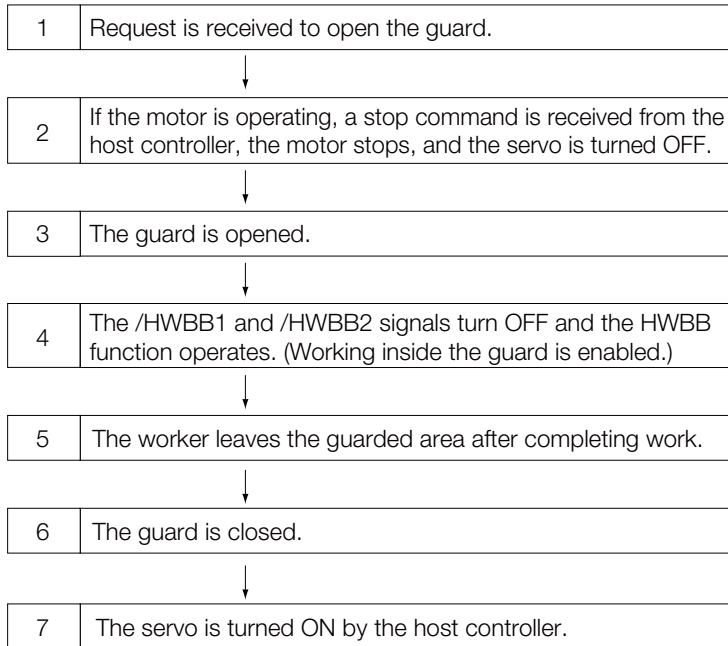 1 Request is received to open the guard.
2 If the motor is operating, a stop command is received from the
host controller, the motor stops, and the servo is turned OFF.
3 The guard is opened.
4 The /HWBB1 and /HWBB2 signals turn OFF and the HWBB
function operates. (Working inside the guard is enabled.)
5 The worker leaves the guarded area after completing work.
6 The guard is closed.
7 The servo is turned ON by the host controller.